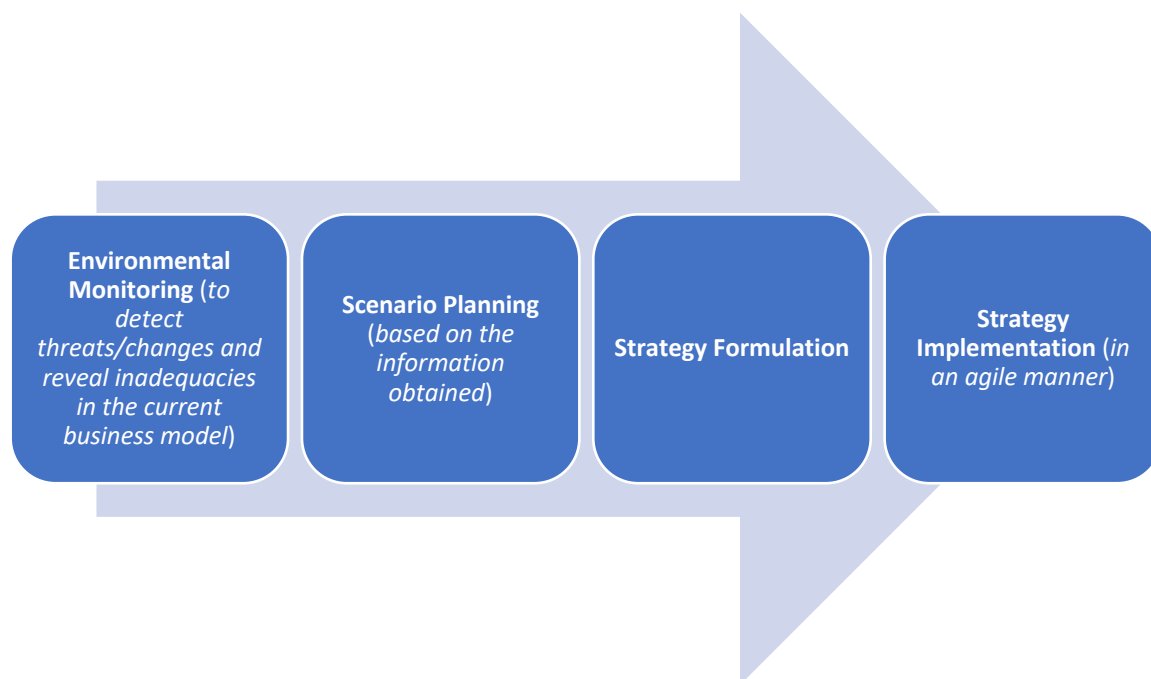 Environmental
Monitoring (to
detect
threats/changes and
reveal inadequacies
in the current
business model)
Scenario Planning
(based on the
information
obtained)
Strategy Formulation
Strategy
Implementation (in
an agile manner)